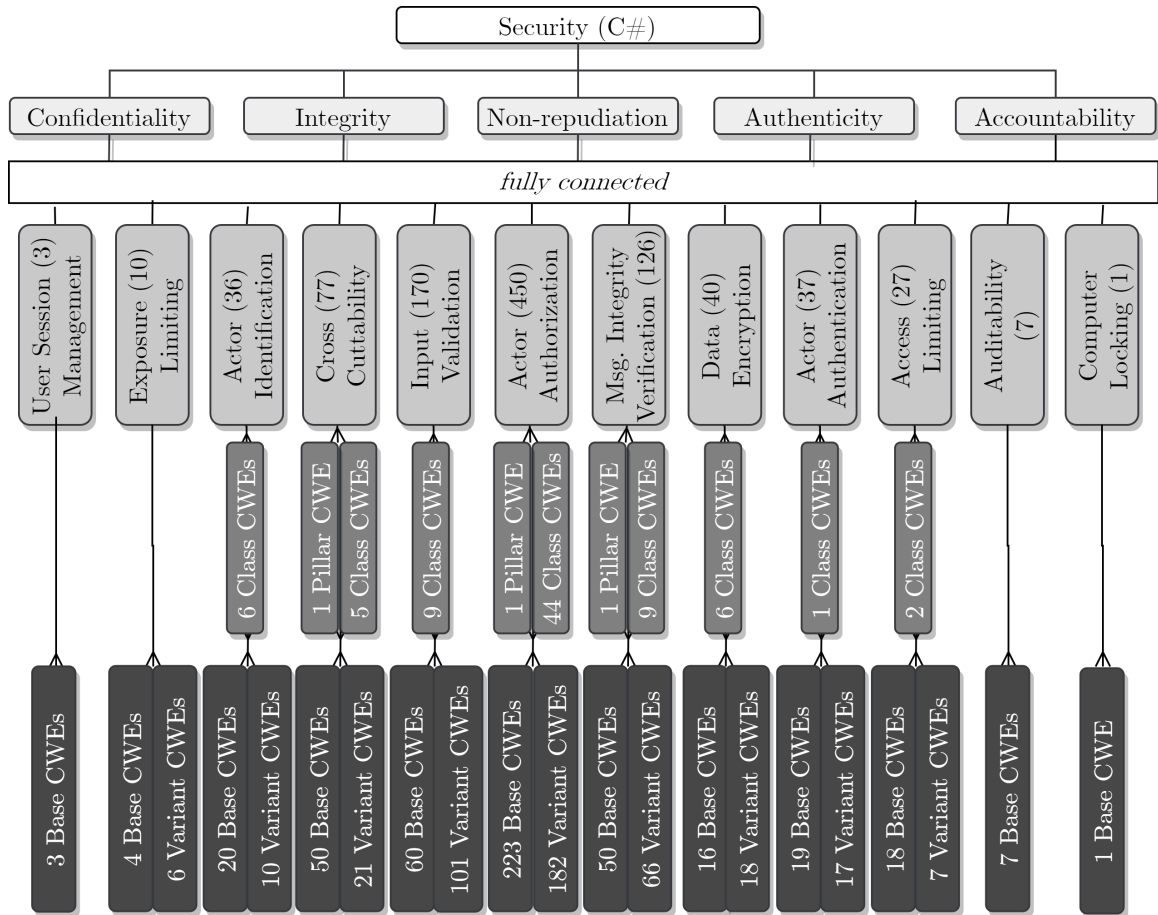 Security (C#)
Confidentiality
Integrity
Non-repudiation
Authenticity
Accountability
fully connected
User Session (3)
Management
Exposure (10)
Limiting
Actor (36)
Identification
Cross (77)
Cuttability
Input (170)
Validation
Actor (450)
Authorization
Msg. Integrity
Verification (126)
Data (40)
Encryption
Actor (37)
Authentication
Access (27)
Limiting
Auditability
(7)
Computer
Locking (1)
6 Class CWEs
1 Pillar CWE
5 Class CWEs
9 Class CWEs
1 Pillar CWE
44 Class CWEs
1 Pillar CWE
9 Class CWEs
6 Class CWEs
1 Class CWEs
2 Class CWEs
3 Base CWEs
4 Base CWEs
6 Variant CWEs
20 Base CWEs
10 Variant CWEs
50 Base CWEs
21 Variant CWEs
60 Base CWEs
101 Variant CWEs
223 Base CWEs
182 Variant CWEs
50 Base CWEs
66 Variant CWEs
16 Base CWEs
18 Variant CWEs
19 Base CWEs
17 Variant CWEs
18 Base CWEs
7 Variant CWEs
7 Base CWEs
1 Base CWE